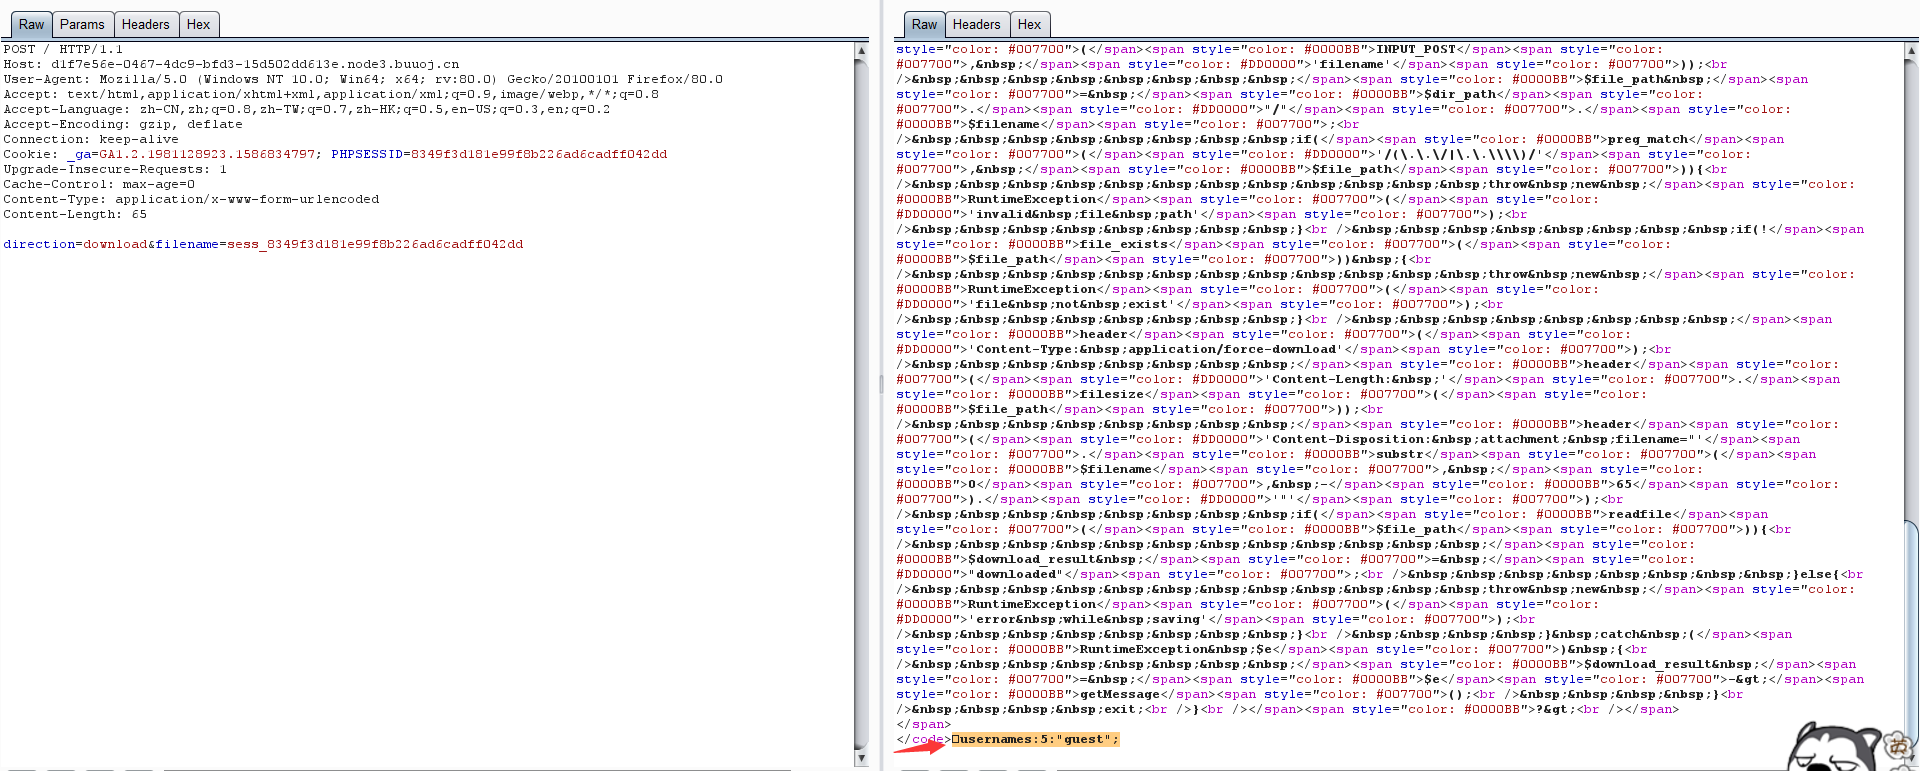 Raw Params Headers Hex
POST / HTTP/1.1
Host: d1f7e56e-0467-4dc9-bfd3-15d502dd613e.node3.buuoj.cn
User-Agent: Mozilla/5.0 (Windows NT 10.0; Win64; x64; rv:80.0) Gecko/20100101 Firefox/80.0
Accept: text/html,application/xhtml+xml,application/xml;q=0.9,image/webp,*/*;q=0.8
Accept-Language: zh-CN,zh;q=0.8,zh-TW;q=0.7,zh-HK;q=0.5,en-US;q=0.3,en;q=0.2
Accept-Encoding: gzip, deflate
Connection: keep-alive
Cookie: _ga=GA1.2.1981128923.1586834797; PHPSESSID=8349f3d181e99f8b226ad6cadff042dd
Upgrade-Insecure-Requests: 1
Cache-Control: max-age=0
Content-Type: application/x-www-form-urlencoded
Content-Length: 65
direction=download&filename=sess_8349f3d181e99f8b226ad6cadff042dd
Raw Headers Hex
style="color: #007700">(</span><span style="color: #0000BB">INPUT_POST</span><span style="color:
#007700">,&nbsp;</span><span style="color: #DD0000">'filename'</span><span style="color: #007700">));<br
/>&nbsp;&nbsp;&nbsp;&nbsp;&nbsp;&nbsp;&nbsp;&nbsp;</span><span style="color: #0000BB">$file_path&nbsp;</span><span
style="color: #007700">=&nbsp;</span><span style="color: #0000BB">$dir_path</span><span style="color:
#007700">.</span><span style="color: #DD0000">"/"</span><span style="color: #007700">.</span><span style="color:
#0000BB">$filename</span><span style="color: #007700">;<br
/>&nbsp;&nbsp;&nbsp;&nbsp;&nbsp;&nbsp;&nbsp;&nbsp;if(</span><span style="color: #0000BB">preg_match</span><span
style="color: #007700">(</span><span style="color: #DD0000">'/(\.\.\/|\.\.\\\\)/'</span><span style="color:
#007700">,&nbsp;</span><span style="color: #0000BB">$file_path</span><span style="color: #007700">)){<br
/>&nbsp;&nbsp;&nbsp;&nbsp;&nbsp;&nbsp;&nbsp;&nbsp;&nbsp;&nbsp;&nbsp;&nbsp;throw&nbsp;new&nbsp;</span><span style="color:
#0000BB">RuntimeException</span><span style="color: #007700">(</span><span style="color:
#DD0000">'invalid&nbsp;file&nbsp;path'</span><span style="color: #007700">);<br
/>&nbsp;&nbsp;&nbsp;&nbsp;&nbsp;&nbsp;&nbsp;&nbsp;}<br />&nbsp;&nbsp;&nbsp;&nbsp;&nbsp;&nbsp;&nbsp;&nbsp;if(!</span><span
style="color: #0000BB">file_exists</span><span style="color: #007700">(</span><span style="color:
#0000BB">$file_path</span><span style="color: #007700">))&nbsp;{<br
/>&nbsp;&nbsp;&nbsp;&nbsp;&nbsp;&nbsp;&nbsp;&nbsp;&nbsp;&nbsp;&nbsp;&nbsp;throw&nbsp;new&nbsp;</span><span style="color:
#0000BB">RuntimeException</span><span style="color: #007700">(</span><span style="color:
#DD0000">'file&nbsp;not&nbsp;exist'</span><span style="color: #007700">);<br
/>&nbsp;&nbsp;&nbsp;&nbsp;&nbsp;&nbsp;&nbsp;&nbsp;}<br />&nbsp;&nbsp;&nbsp;&nbsp;&nbsp;&nbsp;&nbsp;&nbsp;</span><span
style="color: #0000BB">header</span><span style="color: #007700">(</span><span style="color:
#DD0000">'Content-Type:&nbsp;application/force-download'</span><span style="color: #007700">);<br
/>&nbsp;&nbsp;&nbsp;&nbsp;&nbsp;&nbsp;&nbsp;&nbsp;</span><span style="color: #0000BB">header</span><span style="color:
#007700">(</span><span style="color: #DD0000">'Content-Length:&nbsp;'</span><span style="color: #007700">.</span><span
style="color: #0000BB">filesize</span><span style="color: #007700">(</span><span style="color:
#0000BB">$file_path</span><span style="color: #007700">));<br
/>&nbsp;&nbsp;&nbsp;&nbsp;&nbsp;&nbsp;&nbsp;&nbsp;</span><span style="color: #0000BB">header</span><span style="color:
#007700">(</span><span style="color: #DD0000">'Content-Disposition:&nbsp;attachment;&nbsp;filename="'</span><span
style="color: #007700">.</span><span style="color: #0000BB">substr</span><span style="color: #007700">(</span><span
style="color: #0000BB">$filename</span><span style="color: #007700">,&nbsp;</span><span style="color:
#0000BB">0</span><span style="color: #007700">,&nbsp;-</span><span style="color: #0000BB">65</span><span style="color:
#007700">).</span><span style="color: #DD0000">'"'</span><span style="color: #007700">);<br
/>&nbsp;&nbsp;&nbsp;&nbsp;&nbsp;&nbsp;&nbsp;&nbsp;if(</span><span style="color: #0000BB">readfile</span><span
style="color: #007700">(</span><span style="color: #0000BB">$file_path</span><span style="color: #007700">)){<br
/>&nbsp;&nbsp;&nbsp;&nbsp;&nbsp;&nbsp;&nbsp;&nbsp;&nbsp;&nbsp;&nbsp;&nbsp;</span><span style="color:
#0000BB">$download_result&nbsp;</span><span style="color: #007700">=&nbsp;</span><span style="color:
#DD0000">"downloaded"</span><span style="color: #007700">;<br />&nbsp;&nbsp;&nbsp;&nbsp;&nbsp;&nbsp;&nbsp;&nbsp;}else{<br
/>&nbsp;&nbsp;&nbsp;&nbsp;&nbsp;&nbsp;&nbsp;&nbsp;&nbsp;&nbsp;&nbsp;&nbsp;throw&nbsp;new&nbsp;</span><span style="color:
#0000BB">RuntimeException</span><span style="color: #007700">(</span><span style="color:
#DD0000">'error&nbsp;while&nbsp;saving'</span><span style="color: #007700">);<br
/>&nbsp;&nbsp;&nbsp;&nbsp;&nbsp;&nbsp;&nbsp;&nbsp;}<br />&nbsp;&nbsp;&nbsp;&nbsp;}&nbsp;catch&nbsp;(</span><span
style="color: #0000BB">RuntimeException&nbsp;$e</span><span style="color: #007700">)&nbsp;{<br
/>&nbsp;&nbsp;&nbsp;&nbsp;&nbsp;&nbsp;&nbsp;&nbsp;</span><span style="color: #0000BB">$download_result&nbsp;</span><span
style="color: #007700">=&nbsp;</span><span style="color: #0000BB">$e</span><span style="color: #007700">-&gt;</span><span
style="color: #0000BB">getMessage</span><span style="color: #007700">();<br />&nbsp;&nbsp;&nbsp;&nbsp;}<br
/>&nbsp;&nbsp;&nbsp;&nbsp;exit;<br />}<br /></span><span style="color: #0000BB">?&gt;<br /></span>
</span>
</code>□usernames:5:"guest";
英